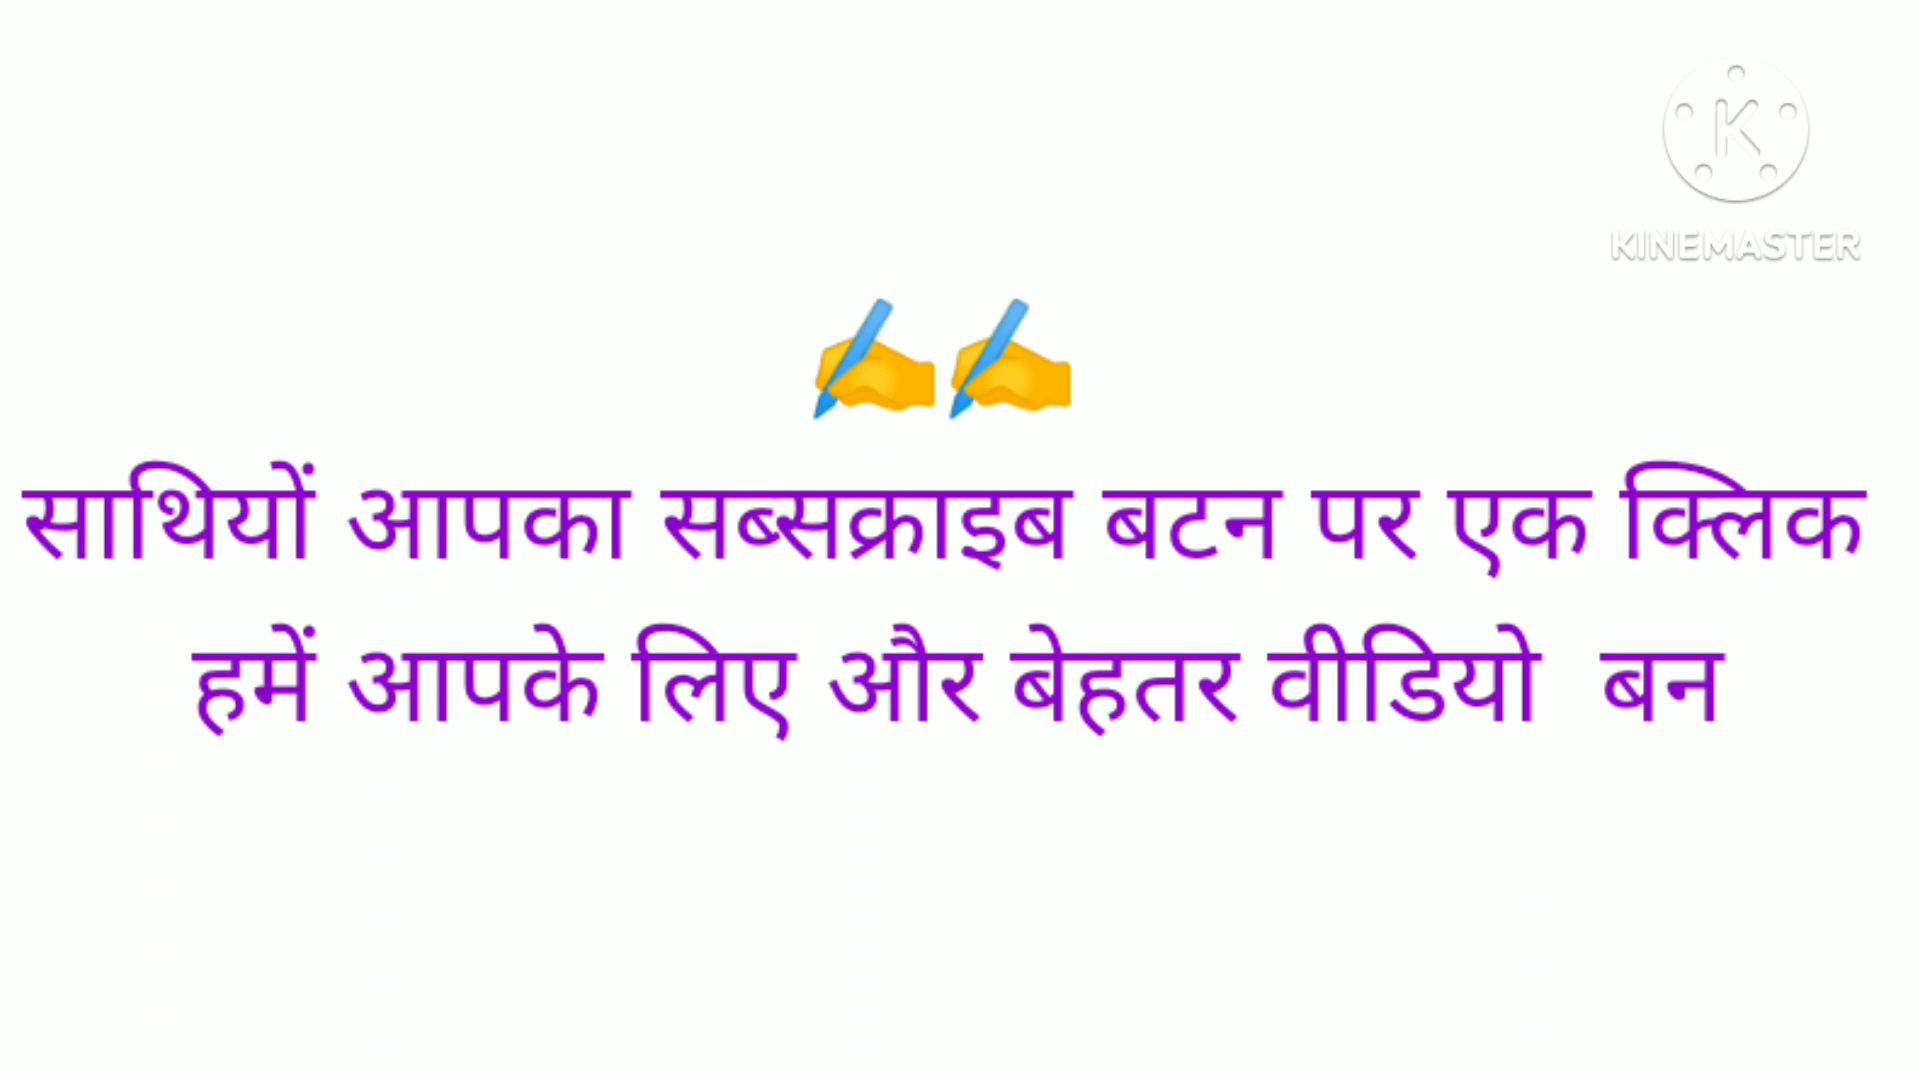 KINEMASTER
✍✍
साथियों आपका सब्सक्राइब बटन पर एक क्लिक
हमें आपके लिए और बेहतर वीडियो बन